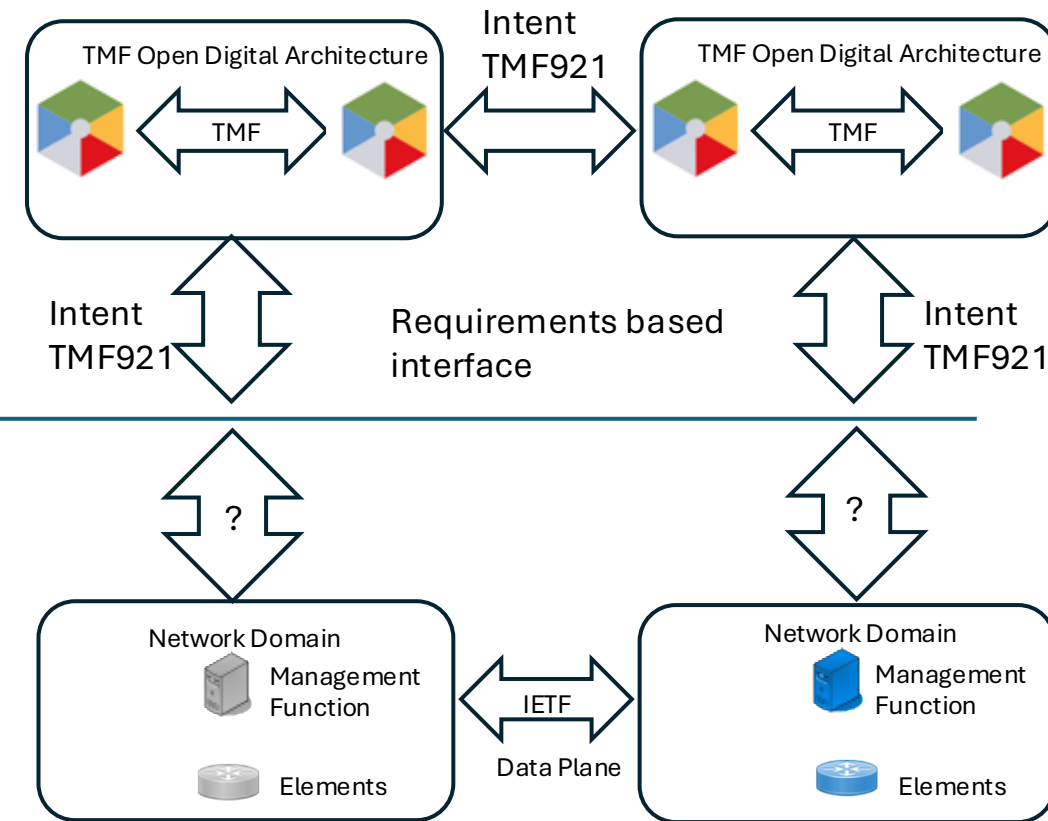 Intent
TMF921
TMF Open Digital Architecture
TMF
TMF Open Digital Architecture
TMF
Intent
TMF921
Requirements based
interface
Intent
TMF921
?
?
Network Domain
Management
Function
Elements
IETF
Data Plane
Network Domain
Management
Function
Elements